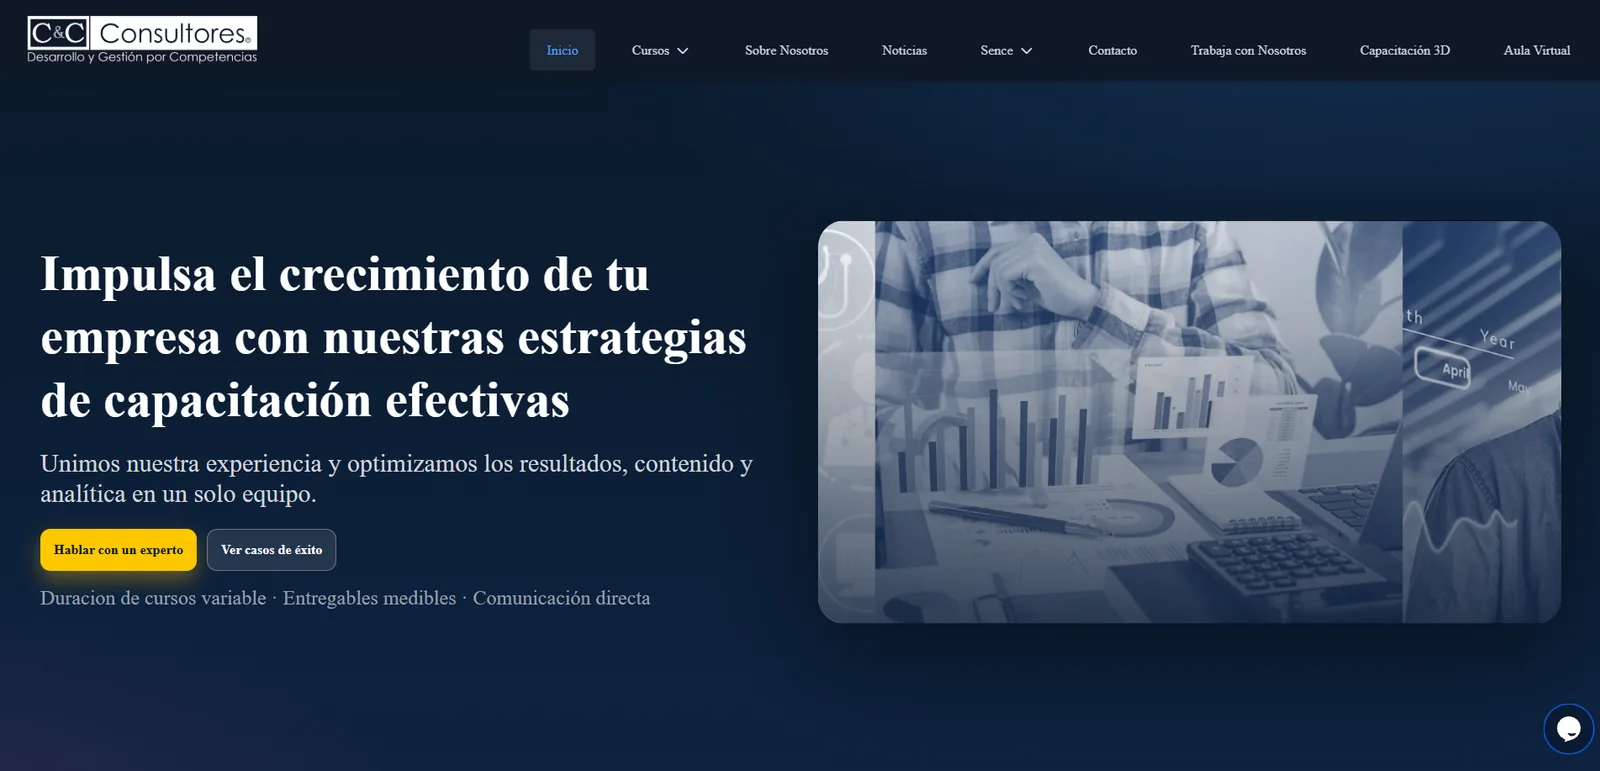 C&C Consultores®
Desarrollo y Gestión por Competencias
Inicio
Cursos
Sobre Nosotros
Noticias
Sence
Contacto
Trabaja con Nosotros
Capacitación 3D
Aula Virtual
Impulsa el crecimiento de tu
empresa con nuestras estrategias
de capacitación efectivas
Unimos nuestra experiencia y optimizamos los resultados, contenido y
analítica en un solo equipo.
Hablar con un experto
Ver casos de éxito
Duracion de cursos variable · Entregables medibles · Comunicación directa
th
Year
April
May